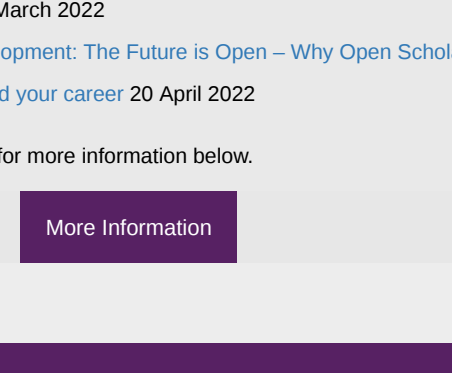 March 2022
opment: The Future is Open – Why Open Schol
d your career 20 April 2022
for more information below.
More Information